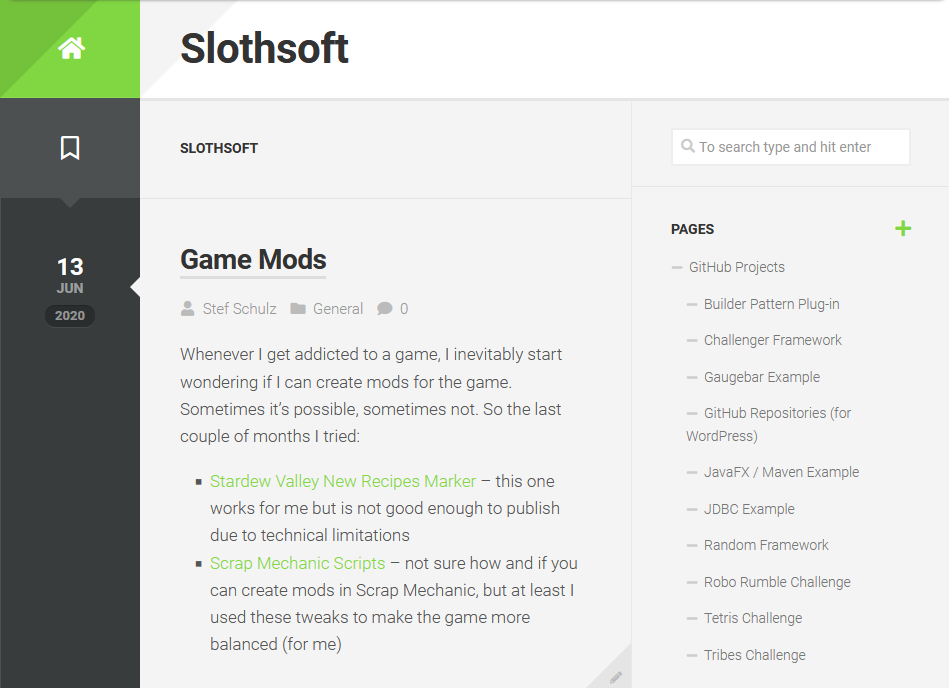 Slothsoft
SLOTHSOFT
To search type and hit enter
13
JUN
2020
Game Mods
Stef Schulz General 0
Whenever I get addicted to a game, I inevitably start
wondering if I can create mods for the game.
Sometimes it’s possible, sometimes not. So the last
couple of months I tried:
Stardew Valley New Recipes Marker – this one
works for me but is not good enough to publish
due to technical limitations
Scrap Mechanic Scripts – not sure how and if you
can create mods in Scrap Mechanic, but at least I
used these tweaks to make the game more
balanced (for me)
PAGES
— GitHub Projects
— Builder Pattern Plug-in
— Challenger Framework
— Gaugebar Example
— GitHub Repositories (for
WordPress)
— JavaFX / Maven Example
— JDBC Example
— Random Framework
— Robo Rumble Challenge
— Tetris Challenge
— Tribes Challenge